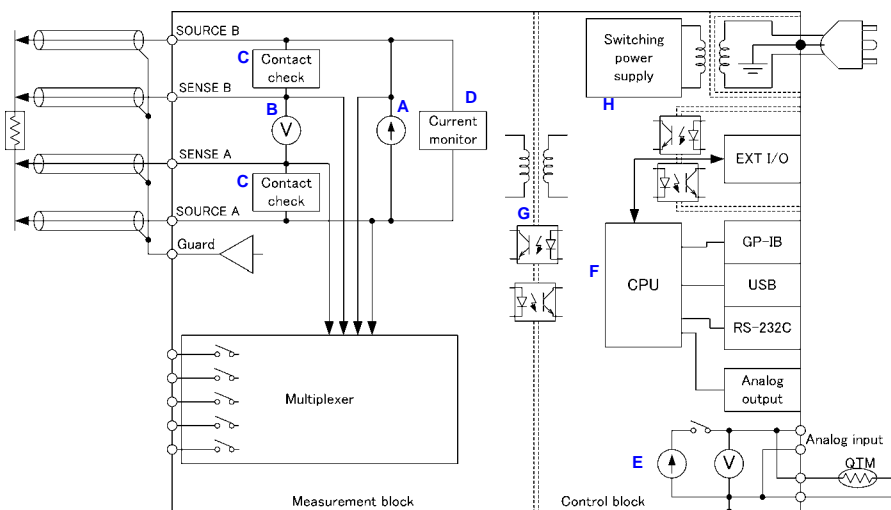 SOURCE B
C
Contact
check
SENSE B
B
V
A
D
Current
monitor
SENSE A
C
Contact
check
SOURCE A
Guard
Multiplexer
Measurement block
Switching
power
supply
H
EXT I/O
G
F
CPU
GP-IB
USB
RS-232C
Analog
output
Analog input
E
V
QTM
Control block